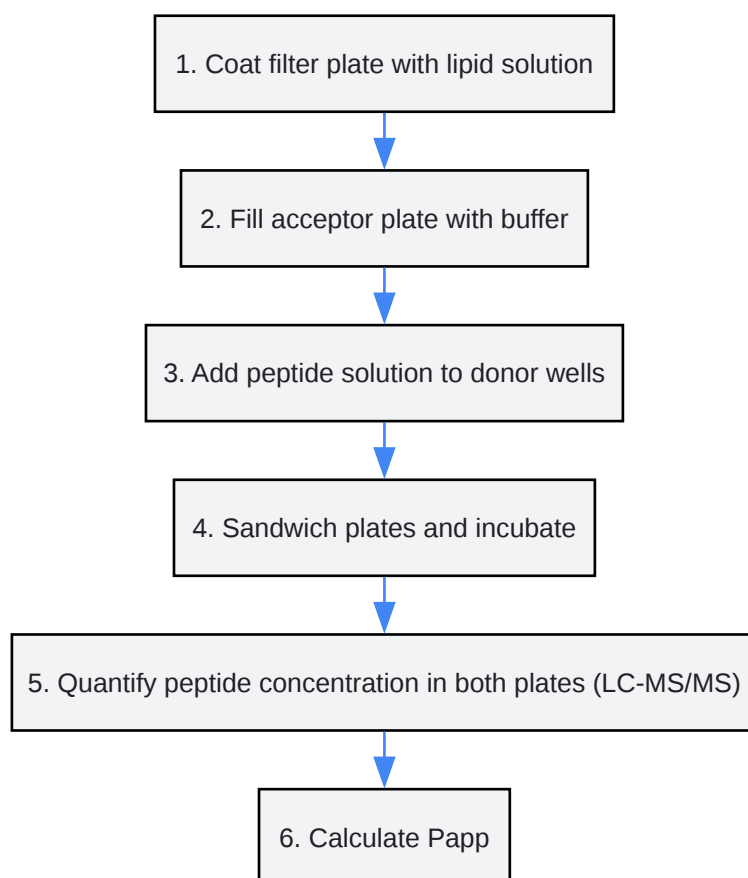 1. Coat filter plate with lipid solution
2. Fill acceptor plate with buffer
3. Add peptide solution to donor wells
4. Sandwich plates and incubate
5. Quantify peptide concentration in both plates (LC-MS/MS)
6. Calculate Papp